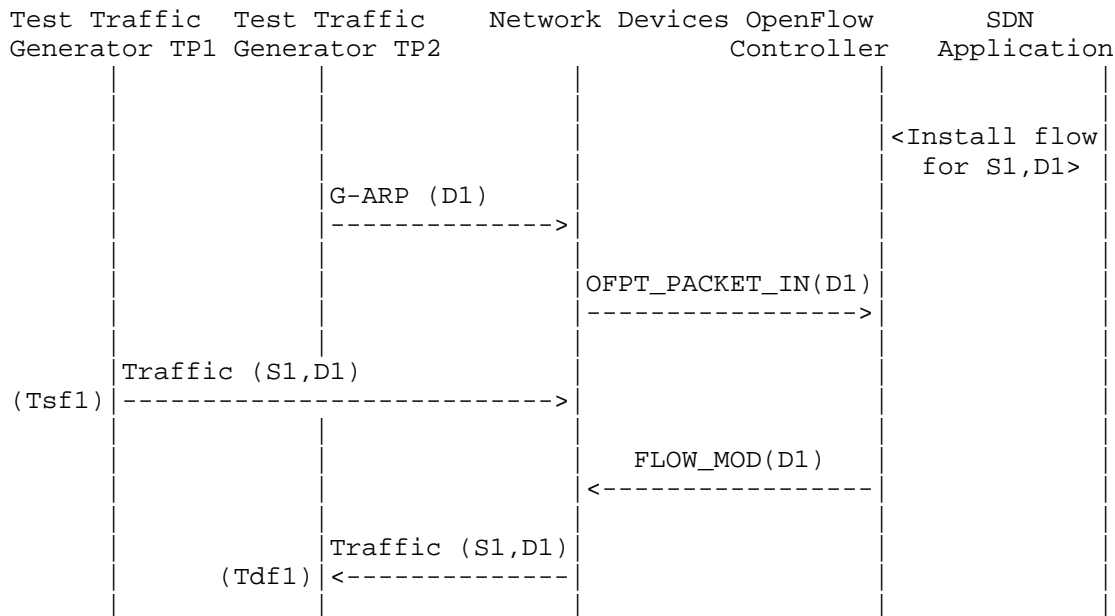 Test Traffic Test Traffic Network Devices OpenFlow SDN
Generator TP1 Generator TP2 Controller Application
<Install flow
for S1,D1>
G-ARP (D1)
-------------->
OFPT_PACKET_IN(D1)
----------------->
Traffic (S1,D1)
(Tsf1) --------------------------->
FLOW_MOD(D1)
<-----------------
Traffic (S1,D1)
(Tdf1) <--------------